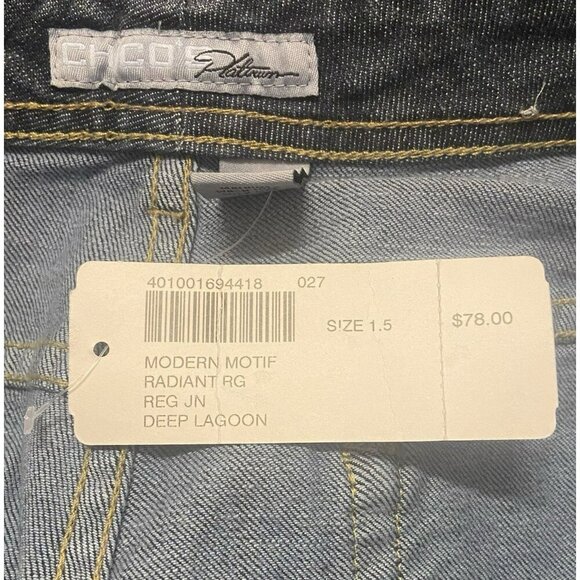 CHICO'S Platinum
401001694418 027
SIZE 1.5 $78.00
MODERN MOTIF
RADIANT RG
REG JN
DEEP LAGOON